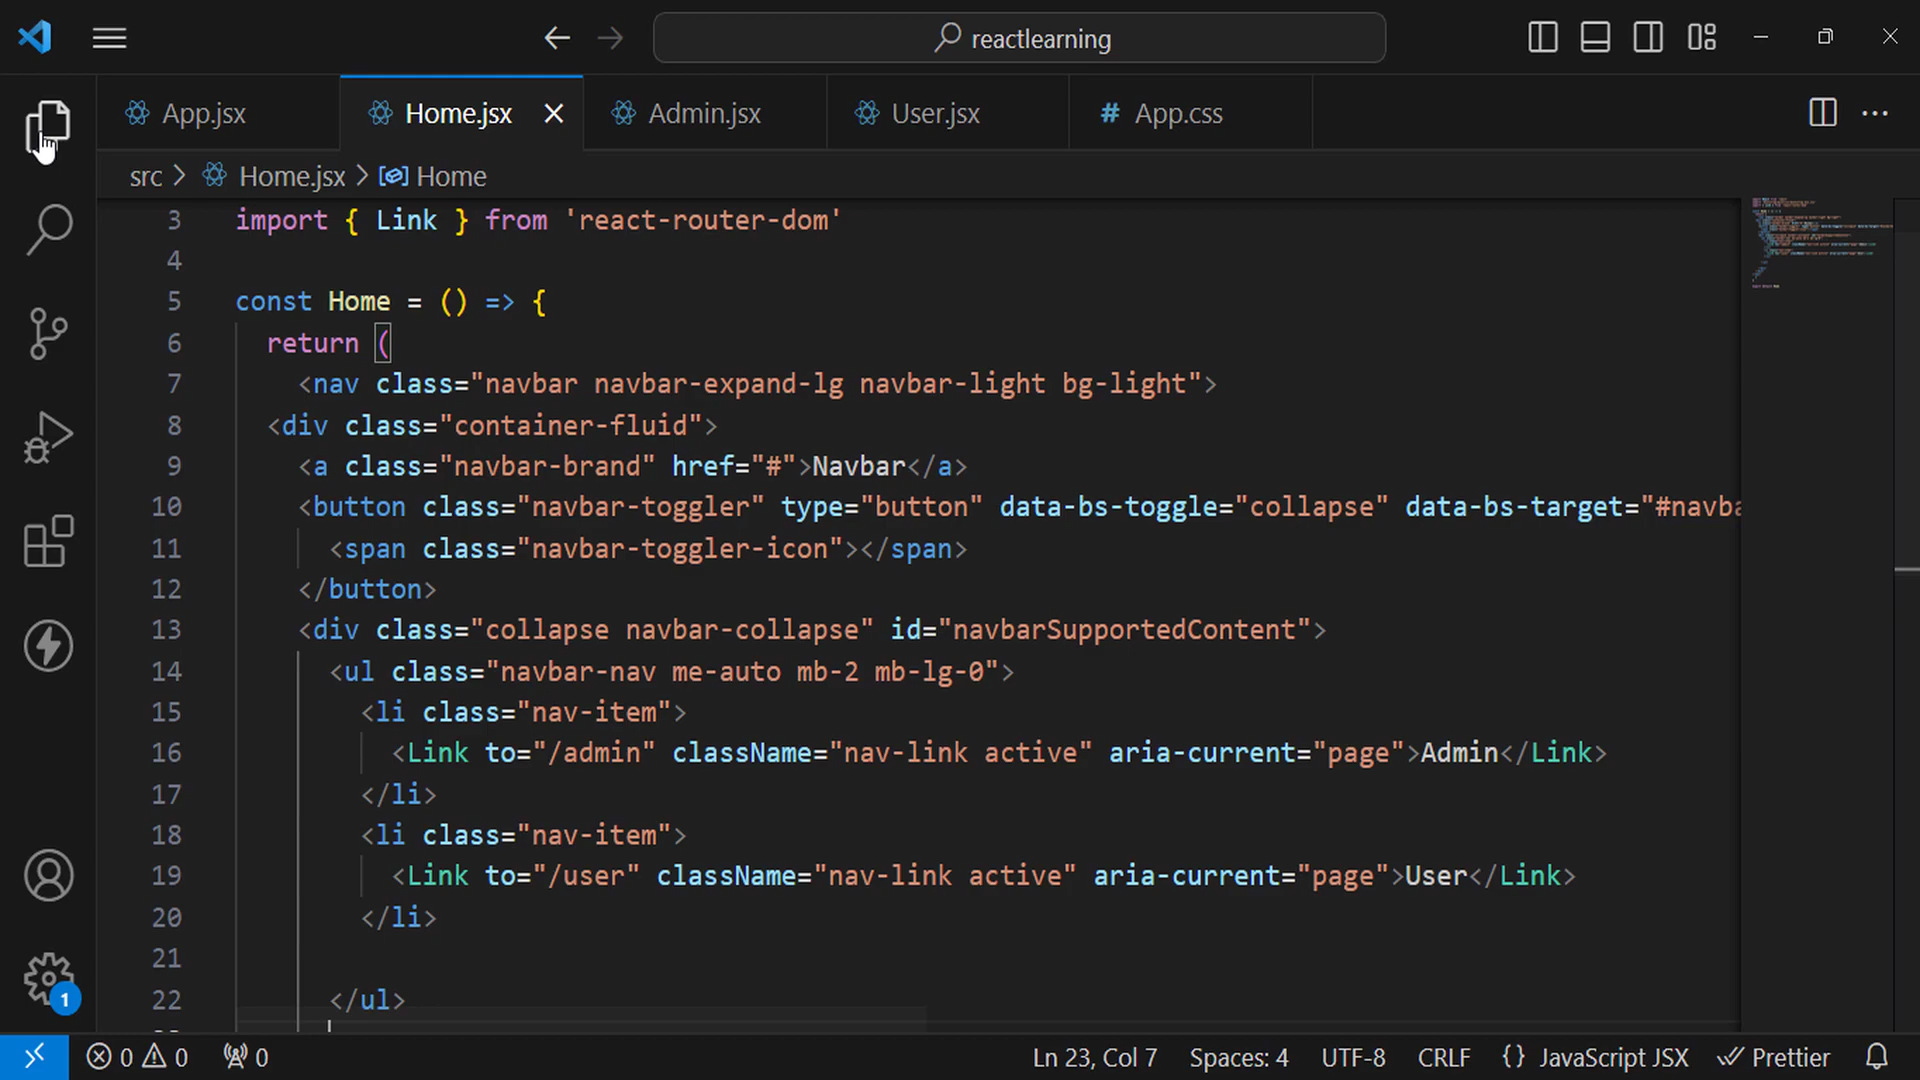 reactlearning
App.jsx
Home.jsx
Admin.jsx
User.jsx
# App.css
src > Home.jsx > Home
3 import { Link } from 'react-router-dom'
4
5 const Home = () => {
6 return (
7 <nav class="navbar navbar-expand-lg navbar-light bg-light">
8 <div class="container-fluid">
9 <a class="navbar-brand" href="#">Navbar</a>
10 <button class="navbar-toggler" type="button" data-bs-toggle="collapse" data-bs-target="#navba
11 <span class="navbar-toggler-icon"></span>
12 </button>
13 <div class="collapse navbar-collapse" id="navbarSupportedContent">
14 <ul class="navbar-nav me-auto mb-2 mb-lg-0">
15 <li class="nav-item">
16 <Link to="/admin" className="nav-link active" aria-current="page">Admin</Link>
17 </li>
18 <li class="nav-item">
19 <Link to="/user" className="nav-link active" aria-current="page">User</Link>
20 </li>
21
22 </ul>
1
0 0 0 Ln 23, Col 7 Spaces: 4 UTF-8 CRLF {} JavaScript JSX Prettier